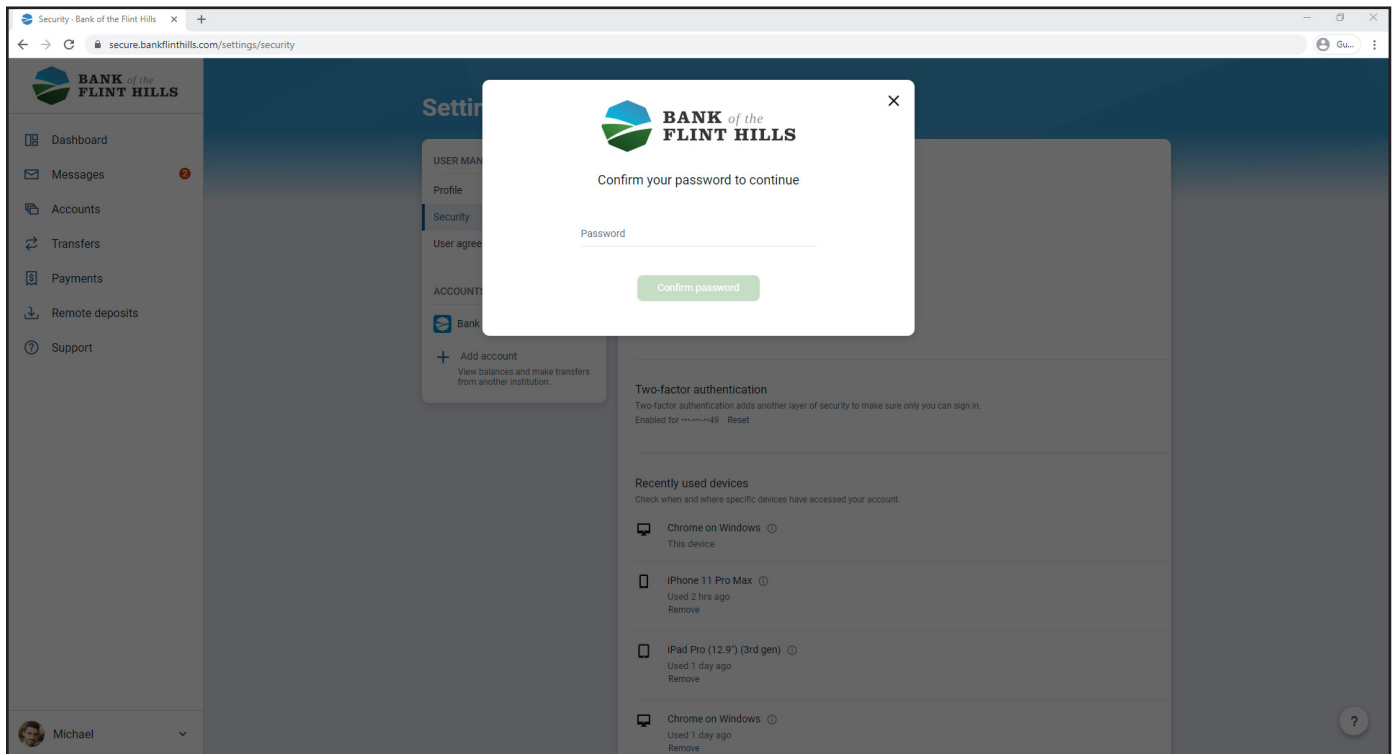 Security - Bank of the Flint Hills
secure.bankflinthills.com/settings/security
Gu...
BANK of the
FLINT HILLS
Dashboard
Messages 2
Accounts
Transfers
Payments
Remote deposits
Support
Michael
Settin
USER MAN
Profile
Security
User agree
ACCOUNTS
Bank
Add account
View balances and make transfers
from another institution.
BANK of the
FLINT HILLS
Confirm your password to continue
Password
Confirm password
Two-factor authentication
Two-factor authentication adds another layer of security to make sure only you can sign in.
Enabled for •••-•••-••49 Reset
Recently used devices
Check when and where specific devices have accessed your account.
Chrome on Windows
This device
iPhone 11 Pro Max
Used 2 hrs ago
Remove
iPad Pro (12.9") (3rd gen)
Used 1 day ago
Remove
Chrome on Windows
Used 1 day ago
Remove
?